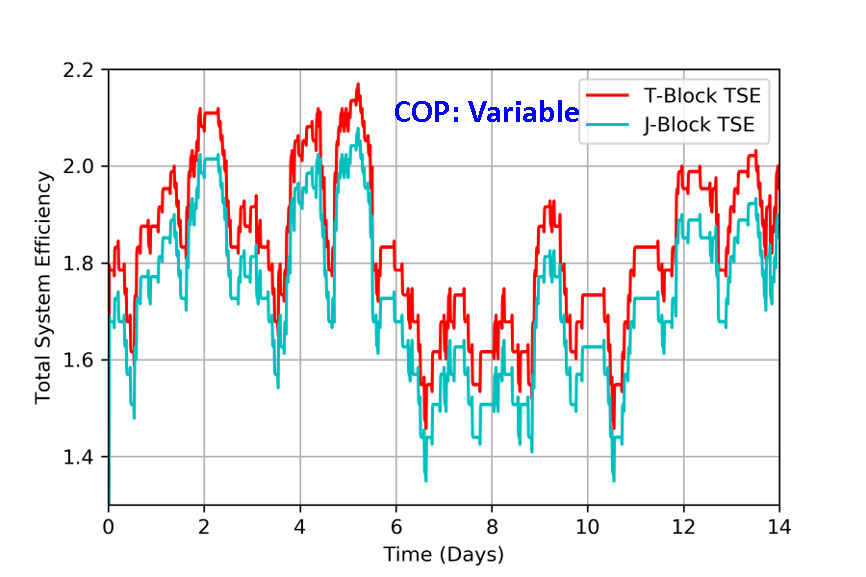 2.2
2.0
1.8
1.6
1.4
Total System Efficiency
COP: Variable
T-Block TSE
J-Block TSE
0 2 4 6 8 10 12 14
Time (Days)